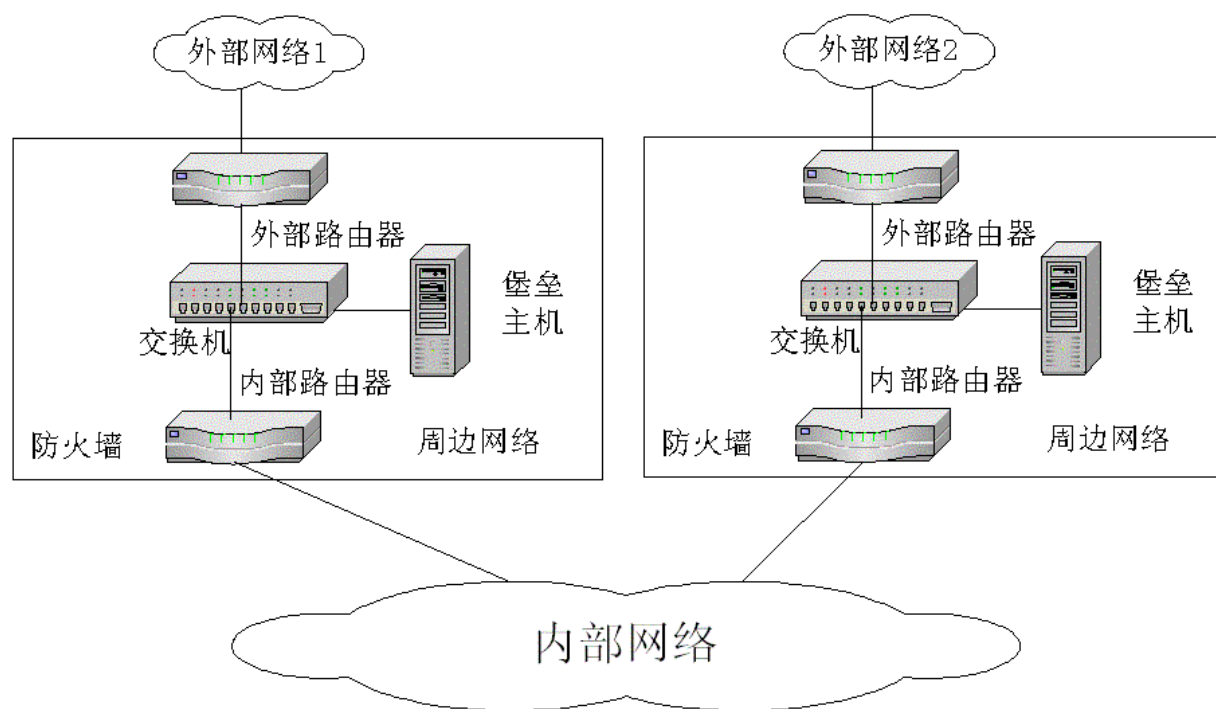 外部网络1
外部网络2
外部路由器
堡垒
主机
交换机
内部路由器
防火墙
周边网络
外部路由器
堡垒
主机
交换机
内部路由器
防火墙
周边网络
内部网络